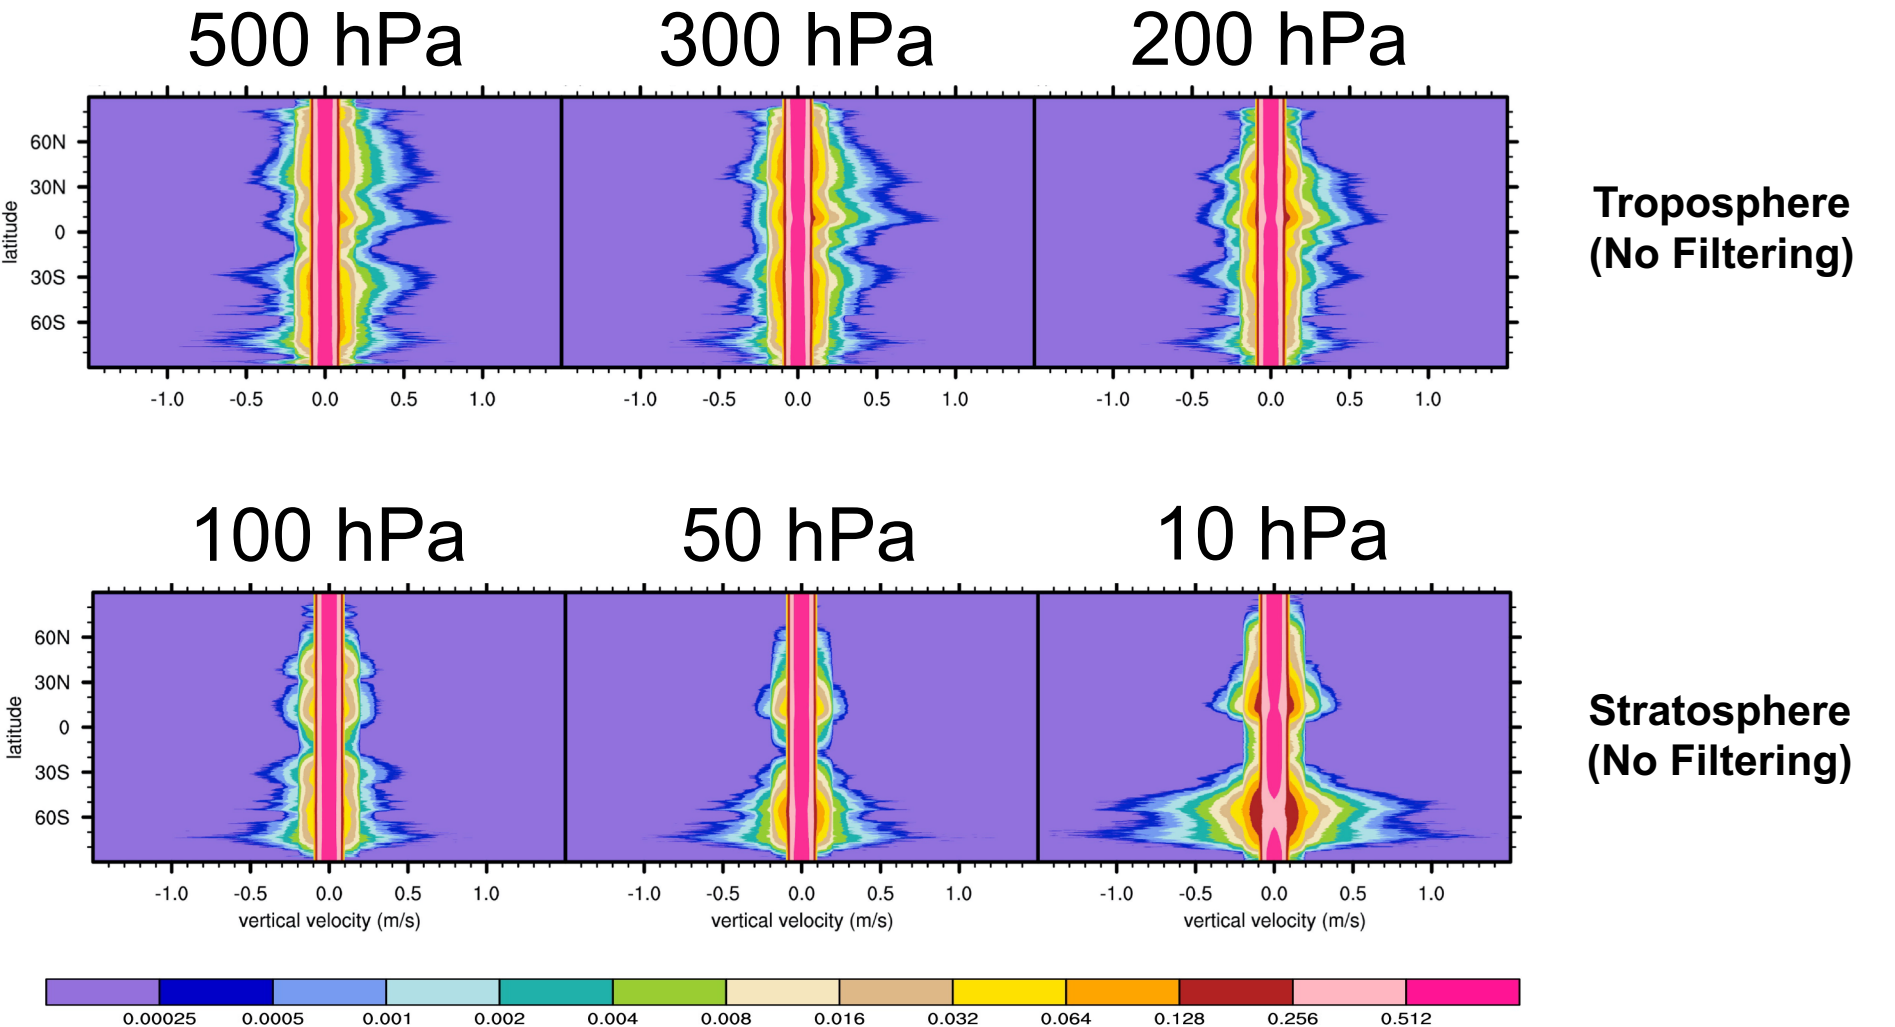 500 hPa 300 hPa 200 hPa
60N
30N
0
30S
60S
latitude
-1.0 -0.5 0.0 0.5 1.0 -1.0 -0.5 0.0 0.5 1.0 -1.0 -0.5 0.0 0.5 1.0
Troposphere
(No Filtering)
100 hPa 50 hPa 10 hPa
60N
30N
0
30S
60S
latitude
-1.0 -0.5 0.0 0.5 1.0 -1.0 -0.5 0.0 0.5 1.0 -1.0 -0.5 0.0 0.5 1.0
vertical velocity (m/s) vertical velocity (m/s) vertical velocity (m/s)
Stratosphere
(No Filtering)
0.00025 0.0005 0.001 0.002 0.004 0.008 0.016 0.032 0.064 0.128 0.256 0.512